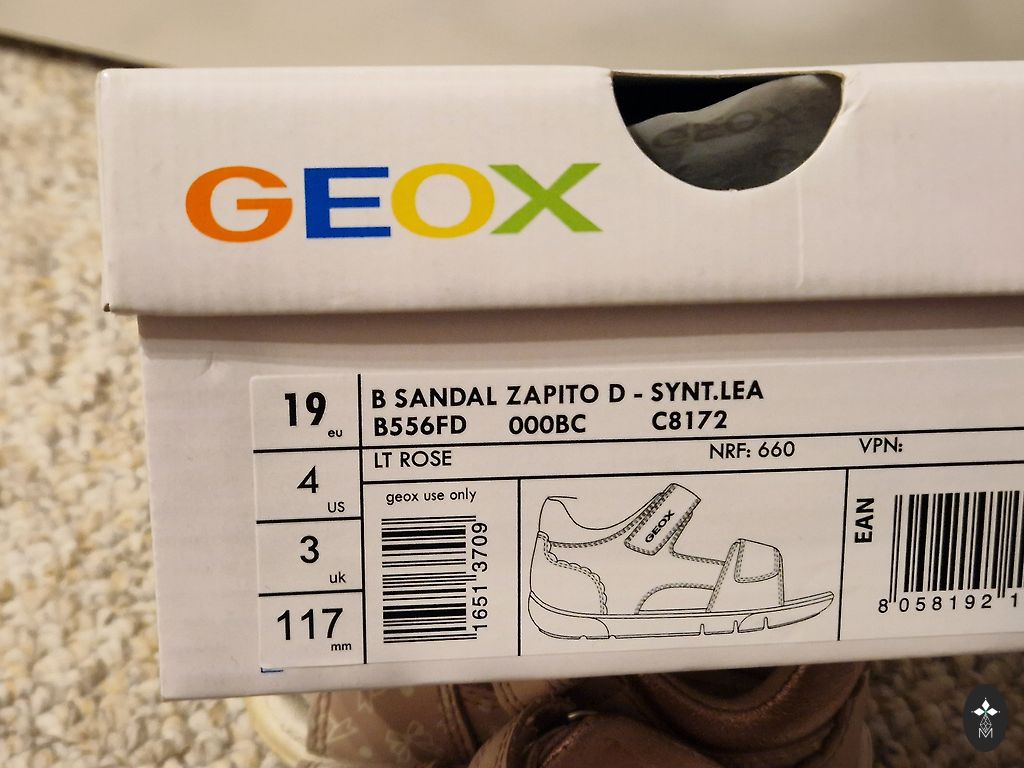 GEOX
GEOX
19 eu
B SANDAL ZAPITO D - SYNT.LEA
B556FD 000BC C8172
LT ROSE NRF: 660 VPN:
4 US
3 uk
117 mm
geox use only
1651 3709
GEOX
EAN
8 058192 1
M